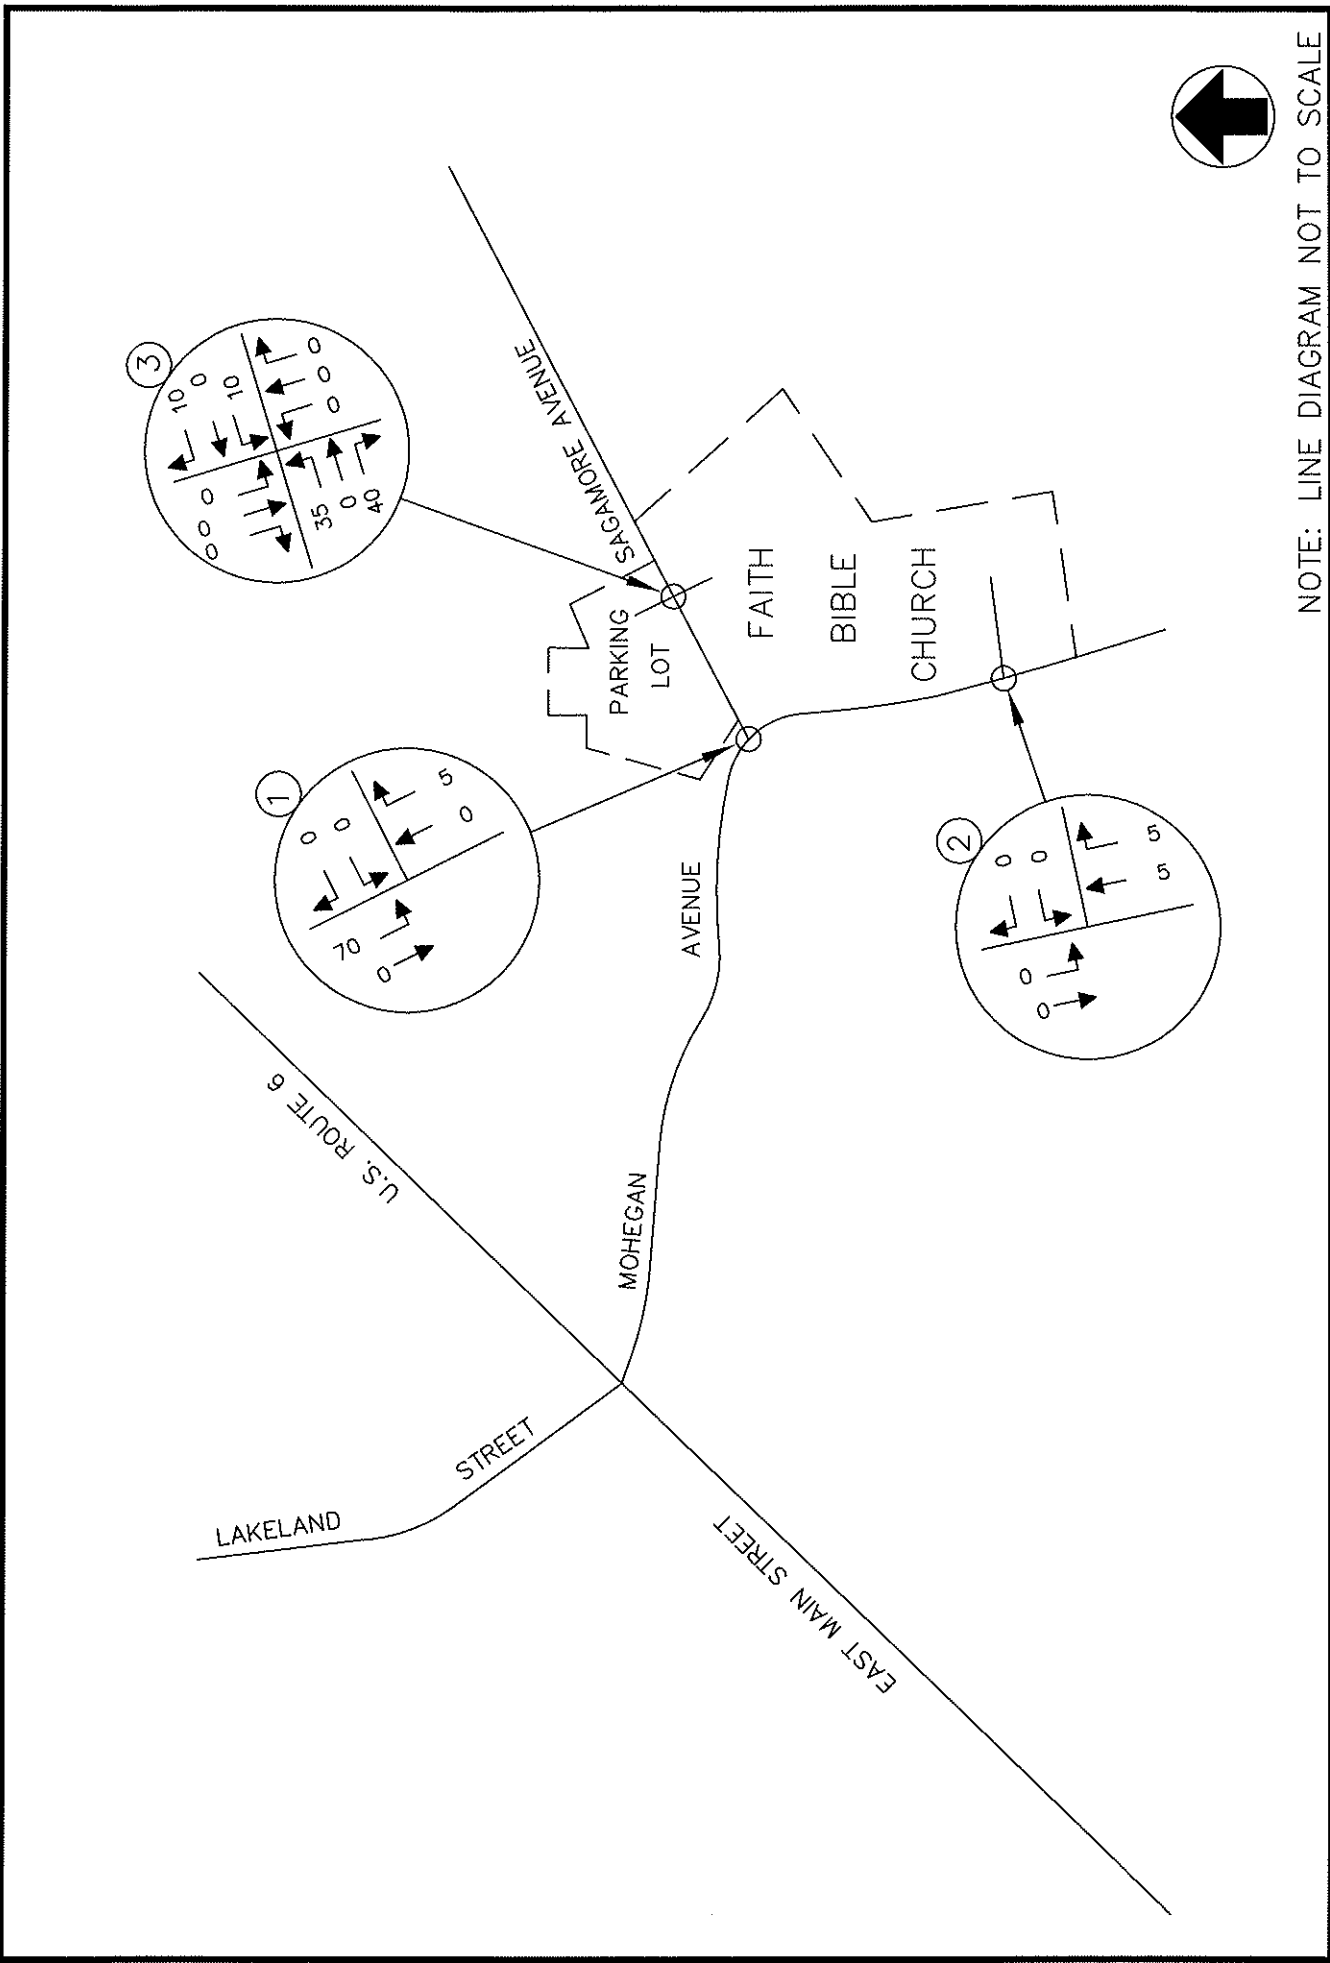 LAKELAND
STREET
U.S. ROUTE 6
EAST MAIN STREET
MOHEGAN
AVENUE
SAGAMORE AVENUE
PARKING
LOT
FAITH
BIBLE
CHURCH
1
0
0
70
0
5
0
2
0
0
0
0
5
5
3
10
0
10
0
0
0
35
0
40
0
0
0
NOTE: LINE DIAGRAM NOT TO SCALE